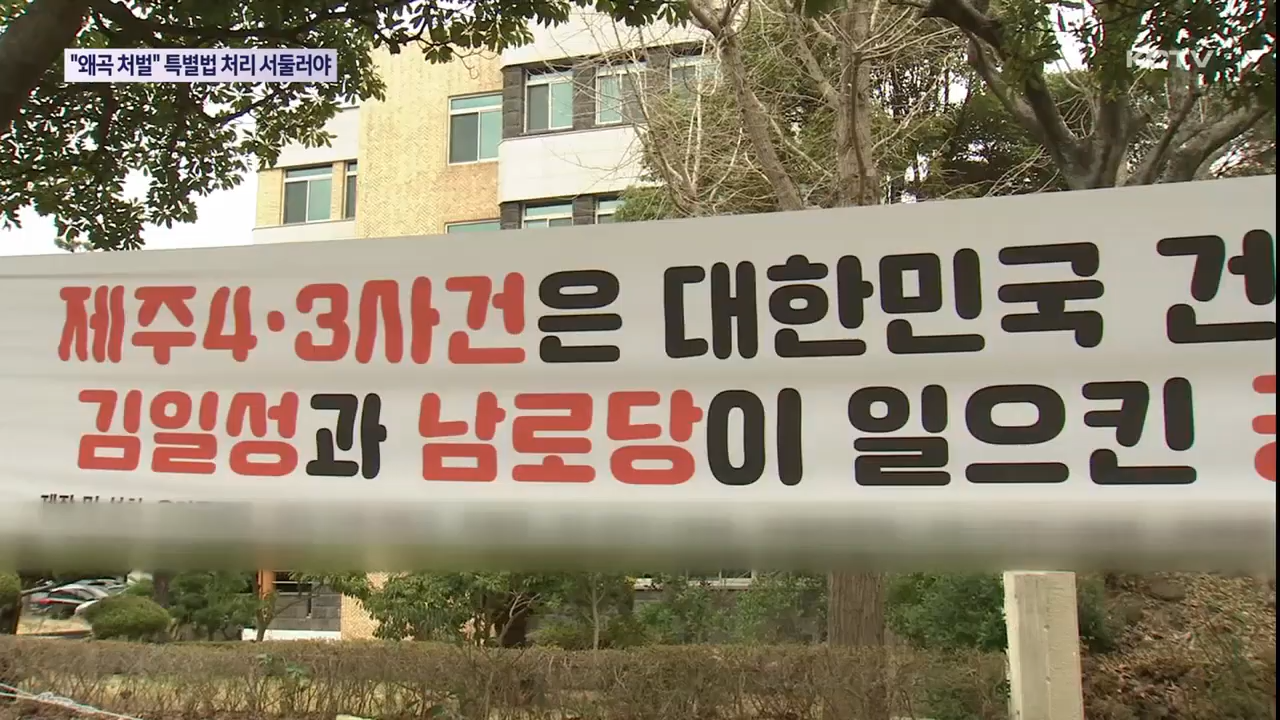 "왜곡 처벌" 특별법 처리 서둘러야
KCTV
제주4·3사건은 대한민국 건
김일성과 남로당이 일으킨